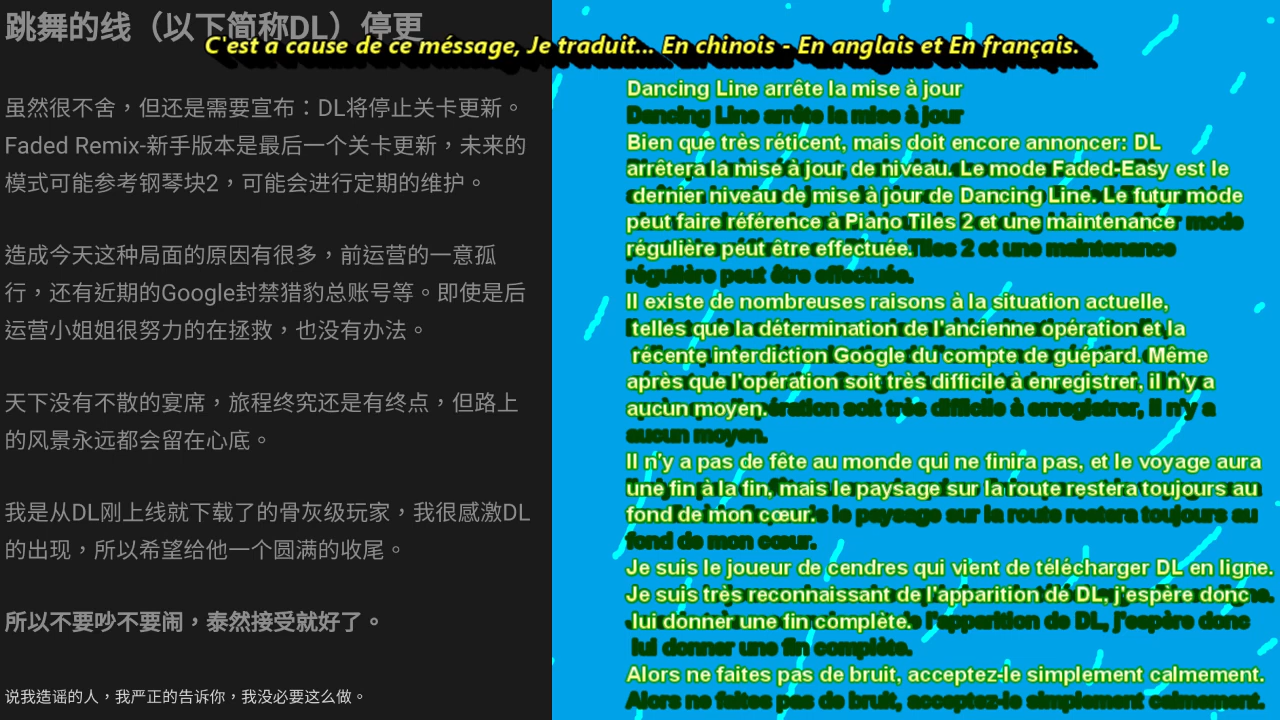 跳舞的线（以下简称DL）停更
C'est a cause de ce méssage, Je traduit... En chinois - En anglais et En français.
虽然很不舍，但还是需要宣布：DL将停止关卡更新。
Faded Remix-新手版本是最后一个关卡更新，未来的
模式可能参考钢琴块2，可能会进行定期的维护。
造成今天这种局面的原因有很多，前运营的一意孤
行，还有近期的Google封禁猎豹总账号等。即使是后
运营小姐姐很努力的在拯救，也没有办法。
天下没有不散的宴席，旅程终究还是有终点，但路上
的风景永远都会留在心底。
我是从DL刚上线就下载了的骨灰级玩家，我很感激DL
的出现，所以希望给他一个圆满的收尾。
所以不要吵不要闹，泰然接受就好了。
说我造谣的人，我严正的告诉你，我没必要这么做。
Dancing Line arrête la mise à jour
Bien que très réticent, mais doit encore annoncer: DL
arrêtera la mise à jour de niveau. Le mode Faded-Easy est le
dernier niveau de mise à jour de Dancing Line. Le futur mode
peut faire référence à Piano Tiles 2 et une maintenance
régulière peut être effectuée.
Il existe de nombreuses raisons à la situation actuelle,
telles que la détermination de l'ancienne opération et la
récente interdiction Google du compte de guépard. Même
après que l'opération soit très difficile à enregistrer, il n'y a
aucun moyen.
Il n'y a pas de fête au monde qui ne finira pas, et le voyage aura
une fin à la fin, mais le paysage sur la route restera toujours au
fond de mon cœur.
Je suis le joueur de cendres qui vient de télécharger DL en ligne.
Je suis très reconnaissant de l'apparition de DL, j'espère donc
lui donner une fin complète.
Alors ne faites pas de bruit, acceptez-le simplement calmement.